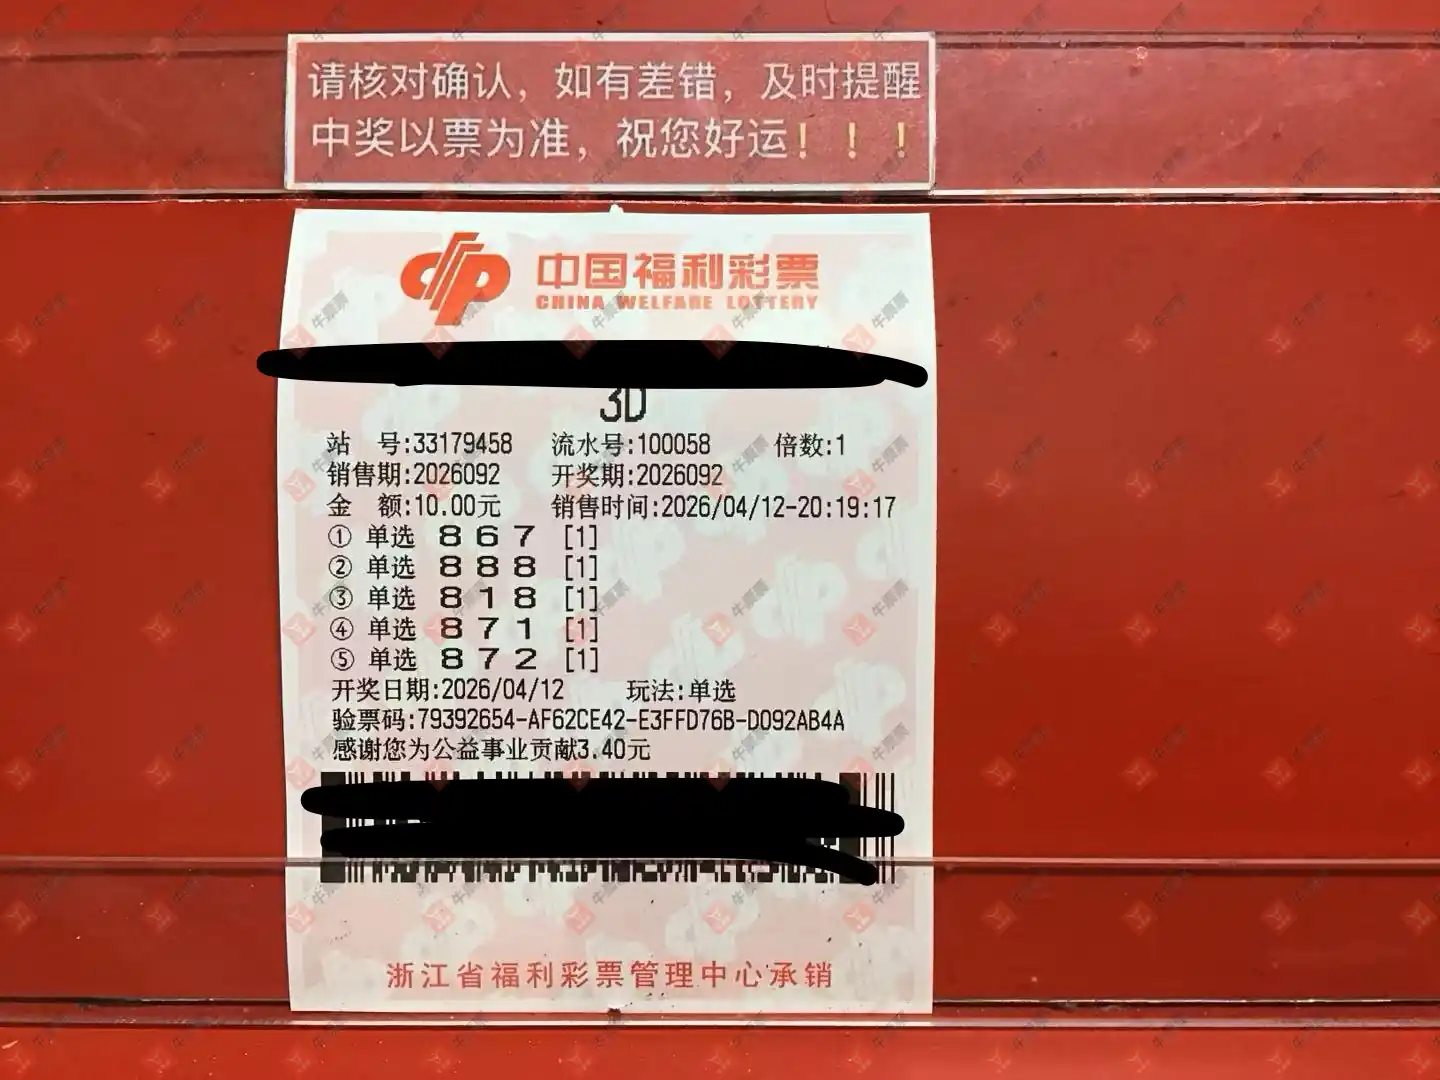 请核对确认，如有差错，及时提醒
中奖以票为准，祝您好运！！！
中国福利彩票
CHINA WELFARE LOTTERY
3D
站 号:33179458 流水号:100058 倍数:1
销售期:2026092 开奖期:2026092
金 额:10.00元 销售时间:2026/04/12-20:19:17
① 单选 8 6 7 [1]
② 单选 8 8 8 [1]
③ 单选 8 1 8 [1]
④ 单选 8 7 1 [1]
⑤ 单选 8 7 2 [1]
开奖日期:2026/04/12 玩法:单选
验票码:79392654-AF62CE42-E3FFD76B-D092AB4A
感谢您为公益事业贡献3.40元
浙江省福利彩票管理中心承销